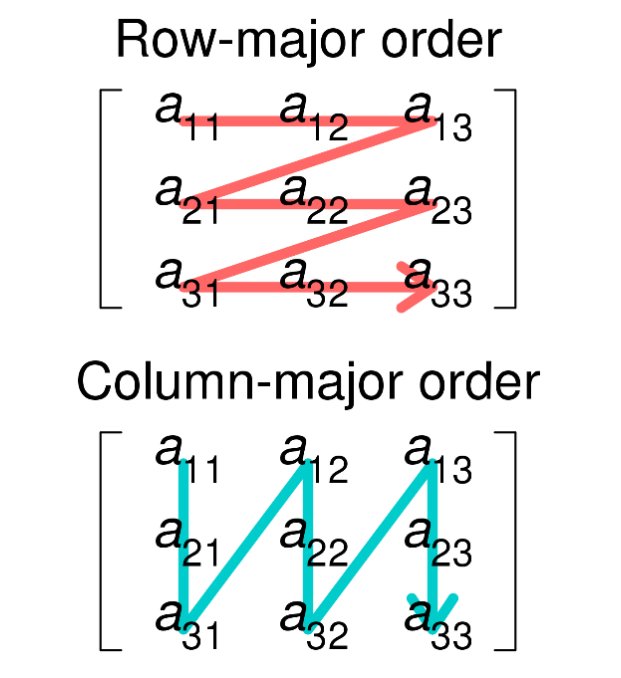 Row-major order
a11 a12 a13
a21 a22 a23
a31 a32 a33
Column-major order
a11 a12 a13
a21 a22 a23
a31 a32 a33